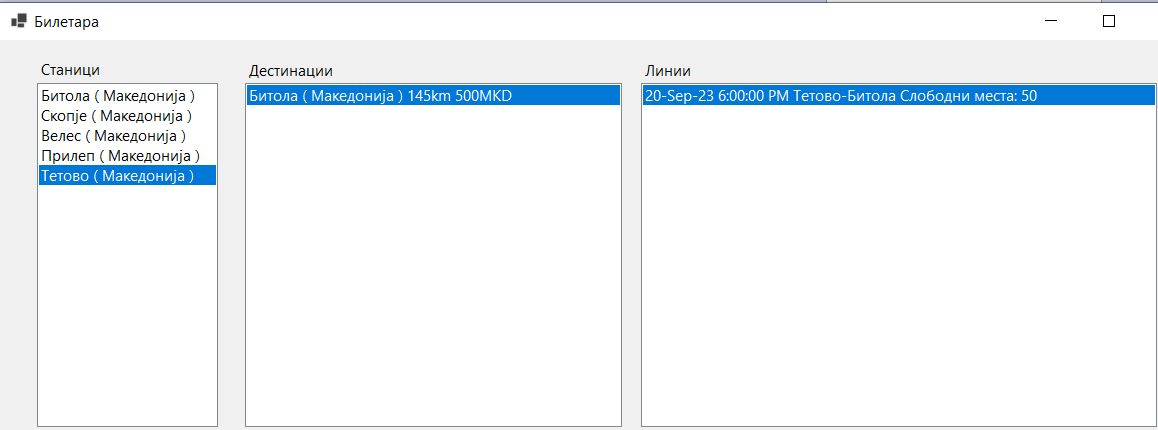 Билетара
Станици
Битола ( Македонија )
Скопје ( Македонија )
Велес ( Македонија )
Прилеп ( Македонија )
Тетово ( Македонија )
Дестинации
Битола ( Македонија ) 145km 500MKD
Линии
20-Sep-23 6:00:00 PM Тетово-Битола Слободни места: 50